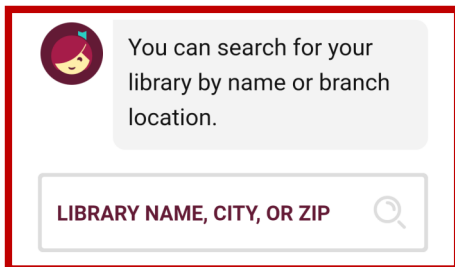 You can search for your
library by name or branch
location.
LIBRARY NAME, CITY, OR ZIP